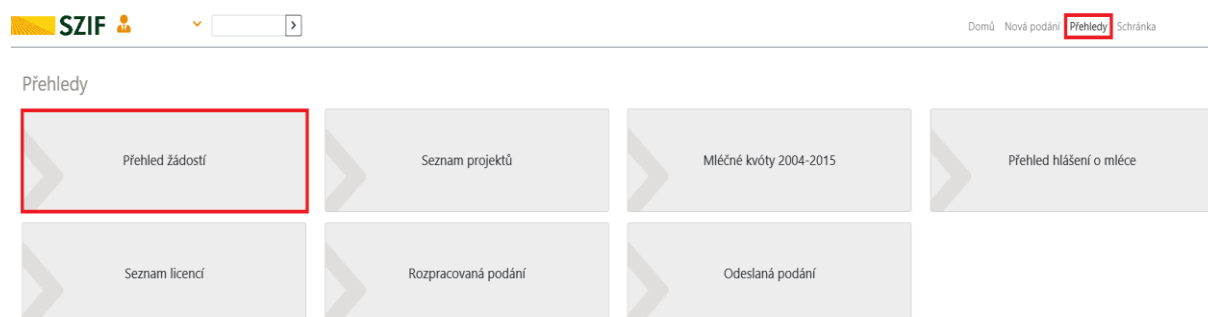 SZIF
Domů Nová podání Přehledy Schránka
Přehledy
Přehled žádostí Seznam projektů Mléčné kvóty 2004-2015 Přehled hlášení o mléce
Seznam licencí Rozpracovaná podání Odeslaná podání